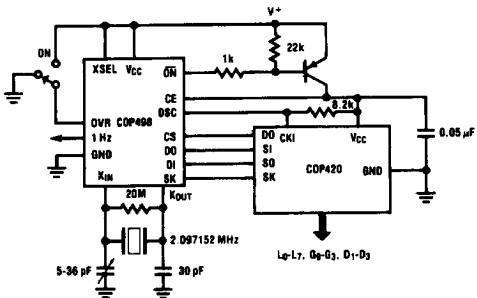 V+
ON
22k
1k
XSEL
VCC
ON
CE
8.2k
OSC
OVR
COP498
1 Hz
CS
DO
CKI
VCC
0.05 µF
GND
DO
SI
DI
SO
COP420
GND
XIN
SK
SK
20M
XOUT
2.097152 MHz
L0-L7, G0-G3, D1-D3
5-36 pF
30 pF